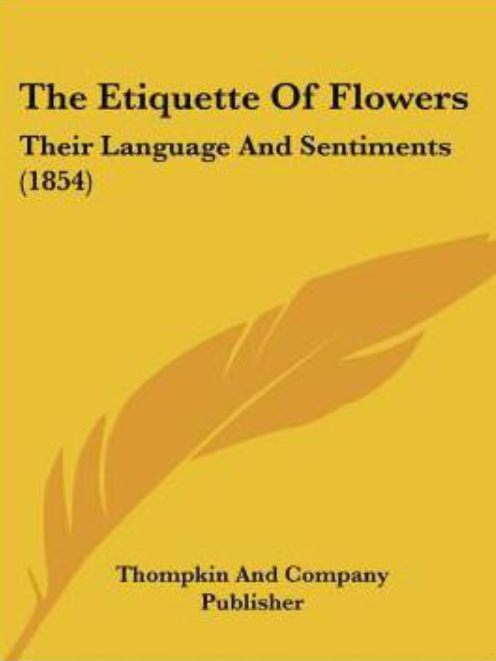 The Etiquette Of Flowers
Their Language And Sentiments
(1854)
Thompkin And Company
Publisher